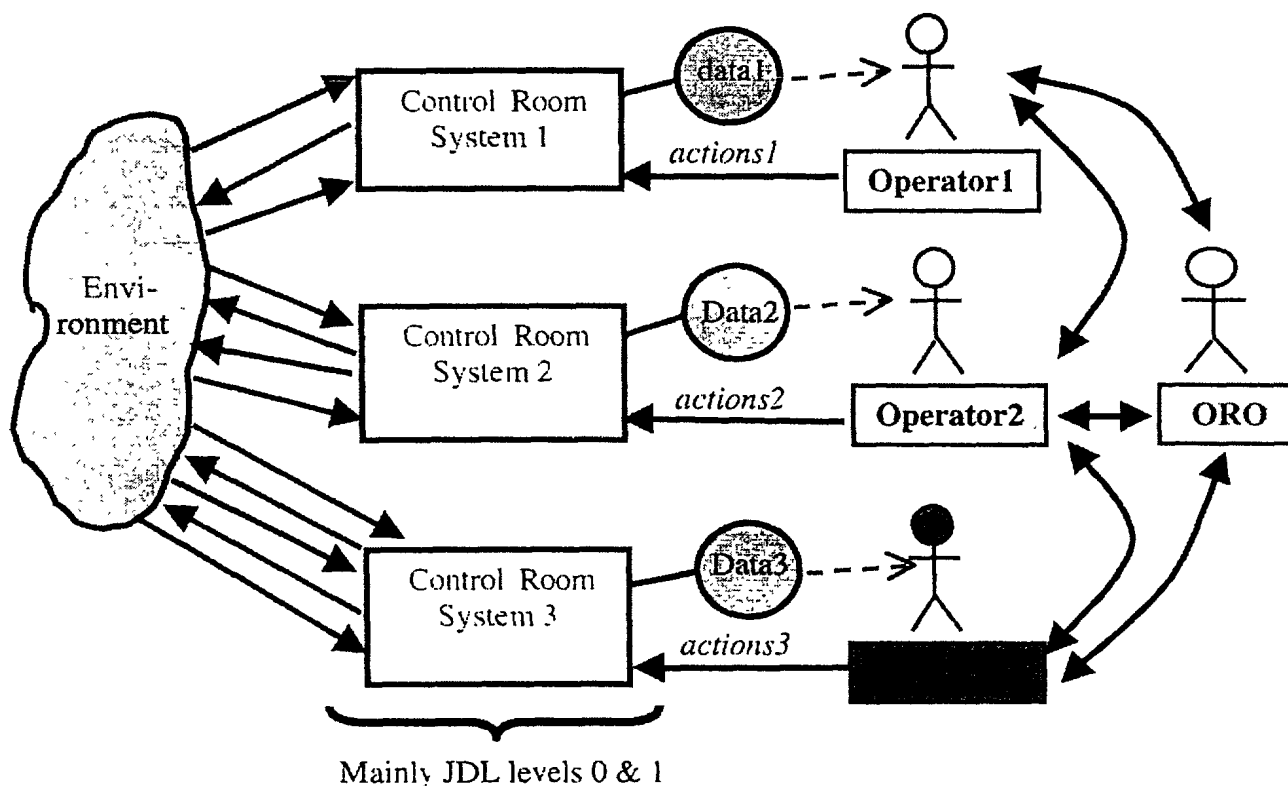 Control Room
System 1
data1
actions1
Operator1
Envi-
ronment
Control Room
System 2
Data2
actions2
Operator2
ORO
Control Room
System 3
Data3
actions3
Mainly JDL levels 0 & 1